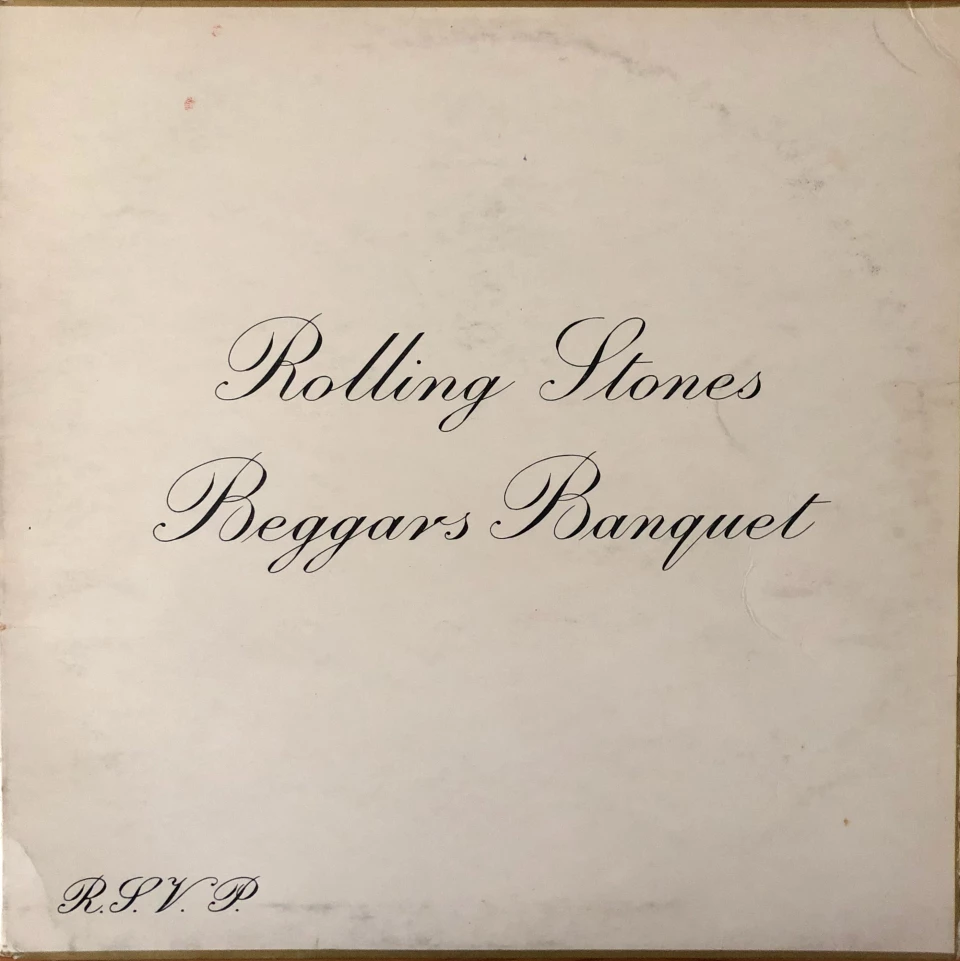 Rolling Stones
Beggars Banquet
R.S.V.P.